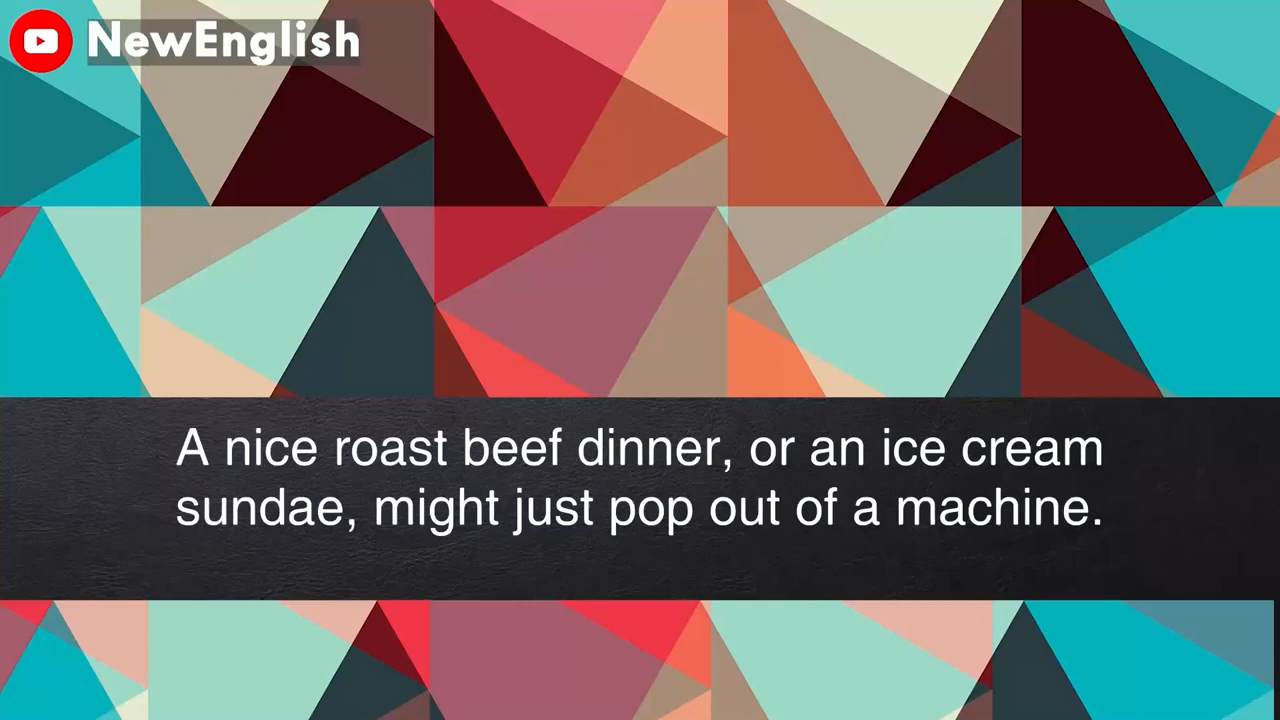 NewEnglish
A nice roast beef dinner, or an ice cream
sundae, might just pop out of a machine.